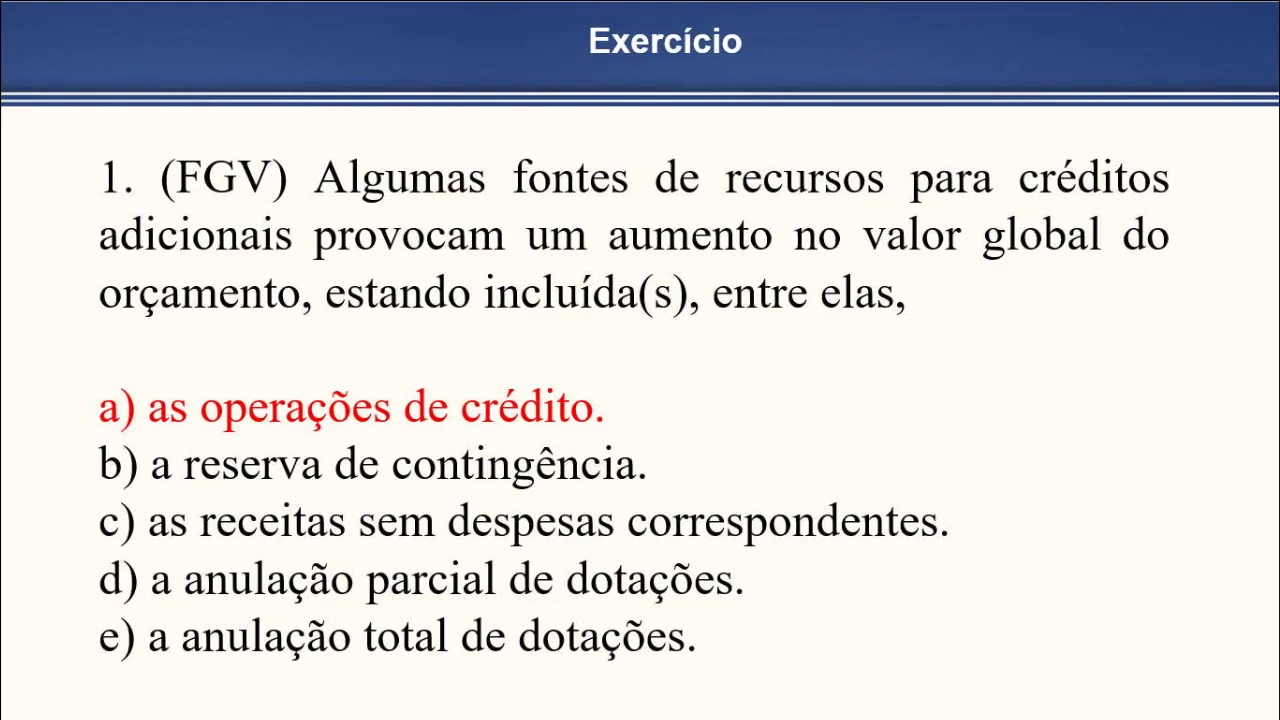 Exercício
1. (FGV) Algumas fontes de recursos para créditos
adicionais provocam um aumento no valor global do
orçamento, estando incluída(s), entre elas,
a) as operações de crédito.
b) a reserva de contingência.
c) as receitas sem despesas correspondentes.
d) a anulação parcial de dotações.
e) a anulação total de dotações.